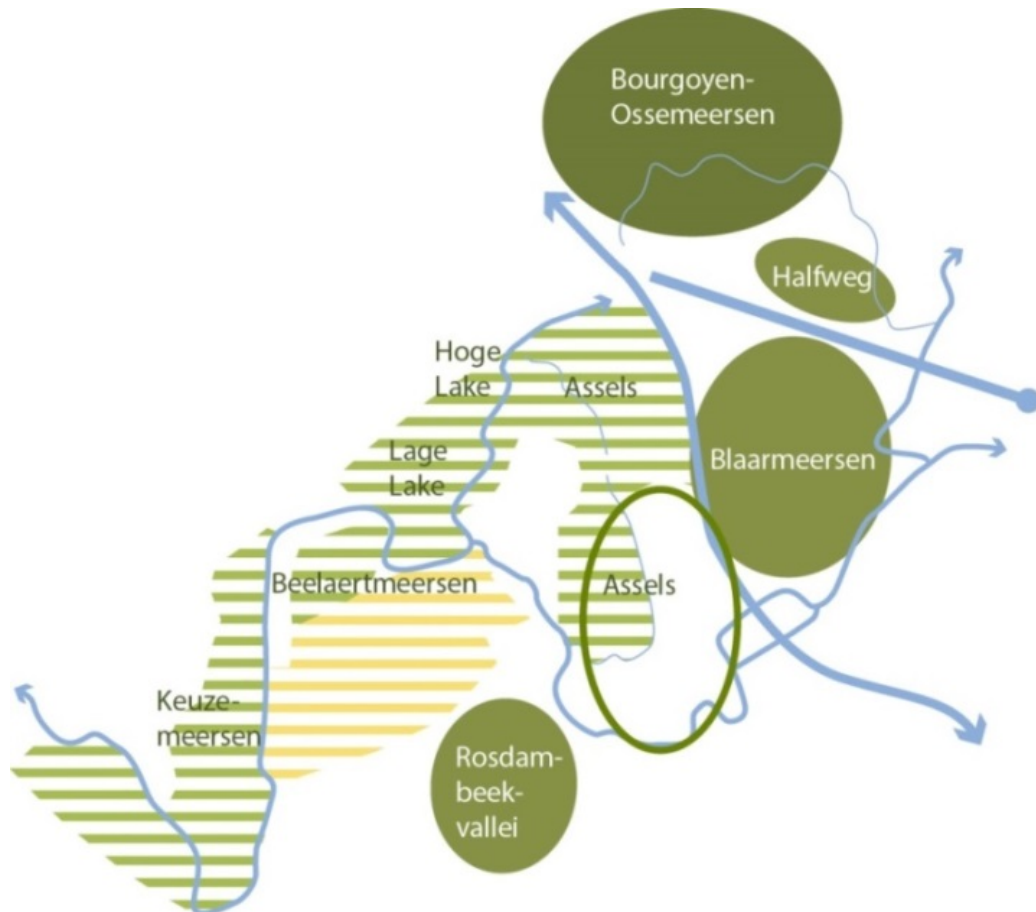 Bourgoyen-
Ossemeersen
Halfweg
Hoge
Lake
Assels
Lage
Lake
Blaarmeersen
Beelaertmeersen
Assels
Keuze-
meersen
Rosdam-
beek-
vallei